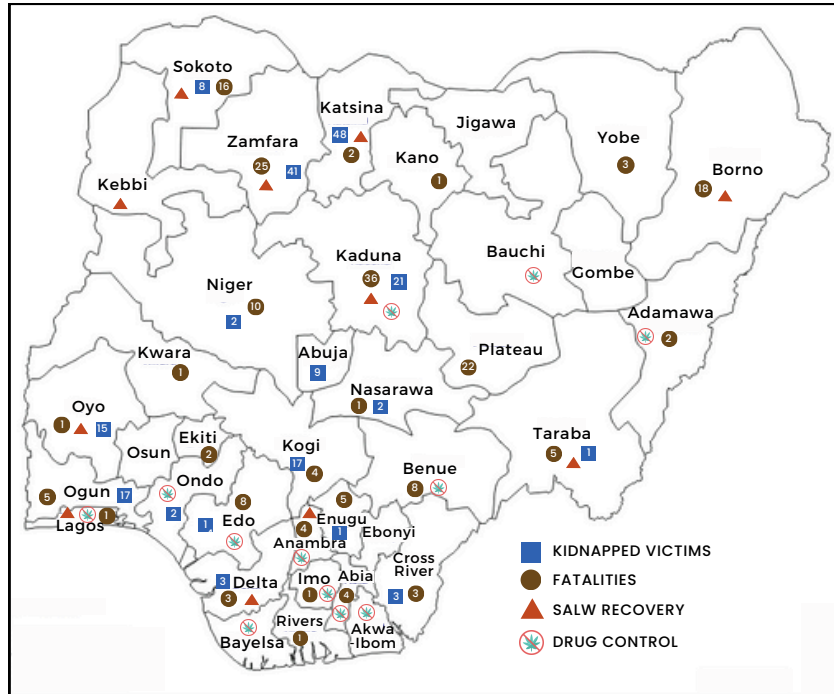 Sokoto
8 16
Katsina
48
2
Jigawa
Zamfara
25 41
Kano
1
Yobe
3
Borno
18
Kebbi
Kaduna
36 21
Bauchi
Gombe
Niger
10
2
Adamawa
2
Abuja
9
Plateau
22
Kwara
1
Nasarawa
1 2
Oyo
1 15
Osun
Ekiti
2
Kogi
17
4
Taraba
5 1
Benue
8
Ondo
2
Ogun
5 17
Lagos
1
Edo
8
1
Enugu
5
1
Ebonyi
4
Anambra
Cross
River
3 3
Delta
3
3
Imo
1
Abia
4
Bayelsa
Rivers
1
Akwa
-Ibom
KIDNAPPED VICTIMS
FATALITIES
SALW RECOVERY
DRUG CONTROL